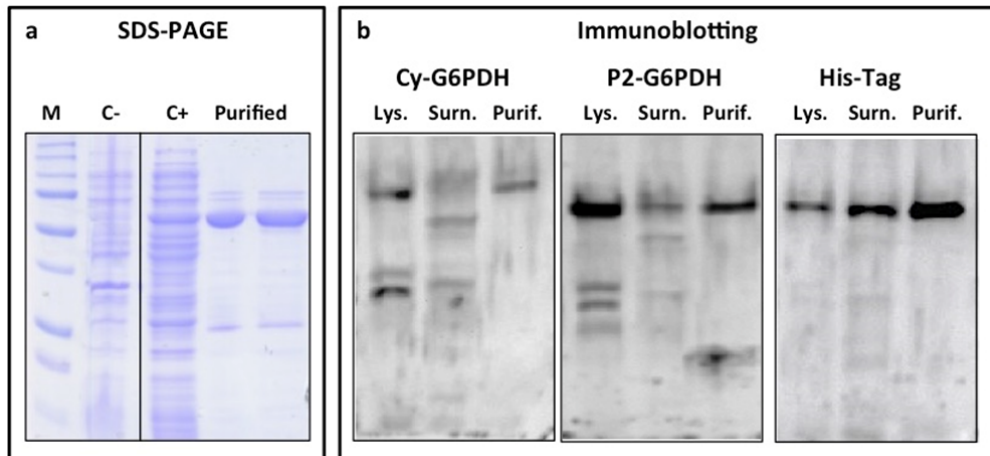 a SDS-PAGE
M C- C+ Purified
b Immunoblotting
Cy-G6PDH P2-G6PDH His-Tag
Lys. Surn. Purif. Lys. Surn. Purif. Lys. Surn. Purif.